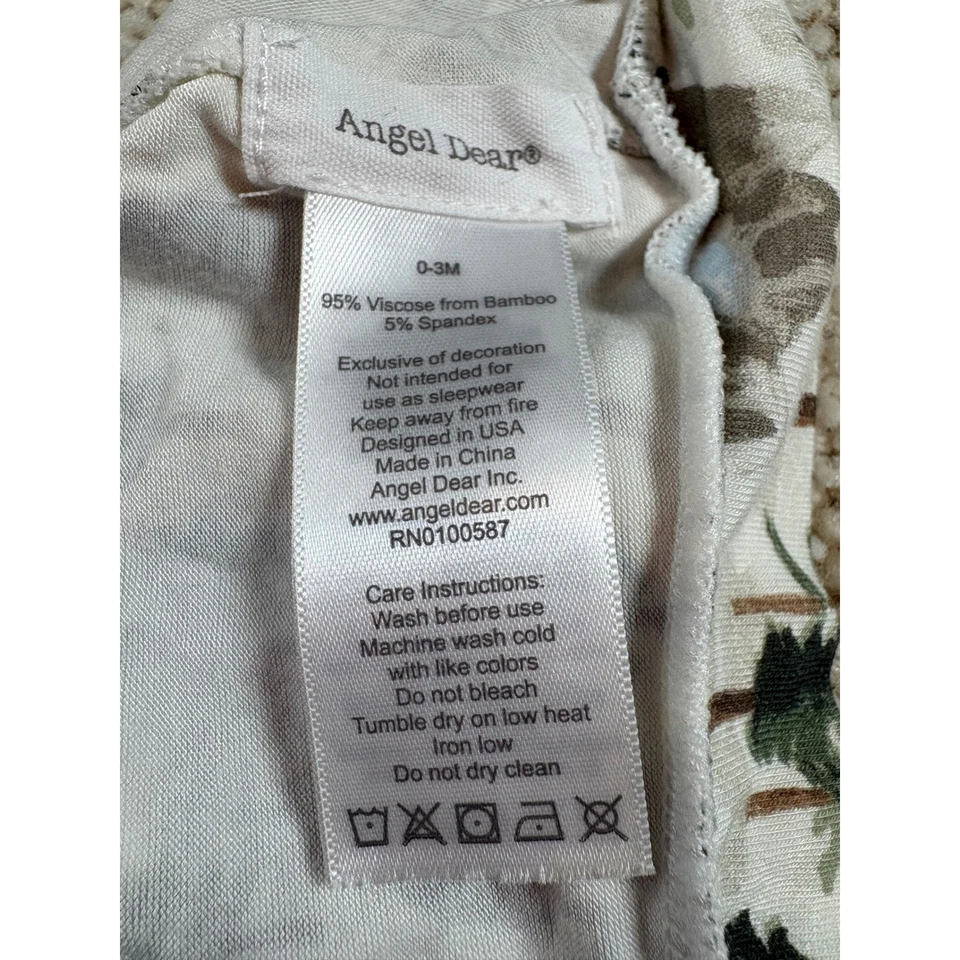 Angel Dear®
0-3M
95% Viscose from Bamboo
5% Spandex
Exclusive of decoration
Not intended for
use as sleepwear
Keep away from fire
Designed in USA
Made in China
Angel Dear Inc.
www.angeldear.com
RN0100587
Care Instructions:
Wash before use
Machine wash cold
with like colors
Do not bleach
Tumble dry on low heat
Iron low
Do not dry clean